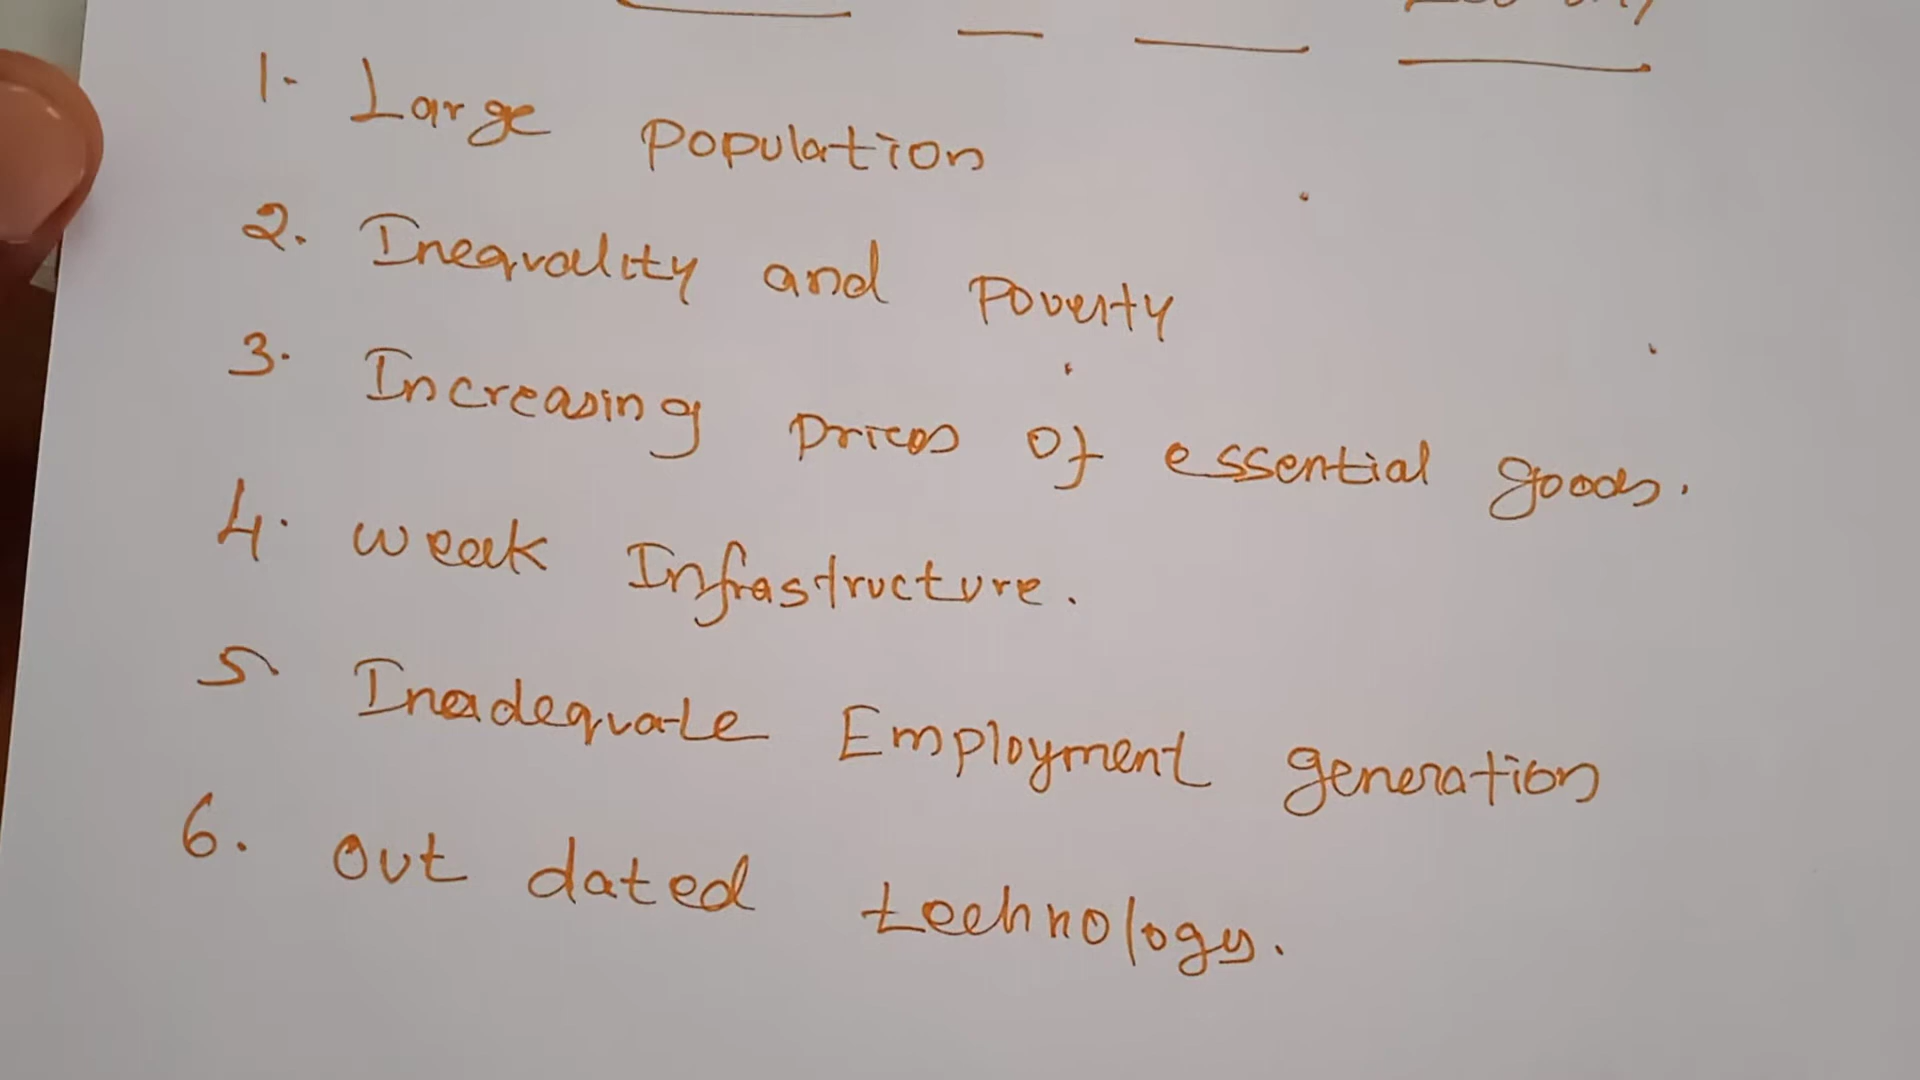 1. Large population
2. Inequality and Poverty
3. Increasing prices of essential goods.
4. weak Infrastructure.
5. Inadequate Employment generation
6. Out dated technology.